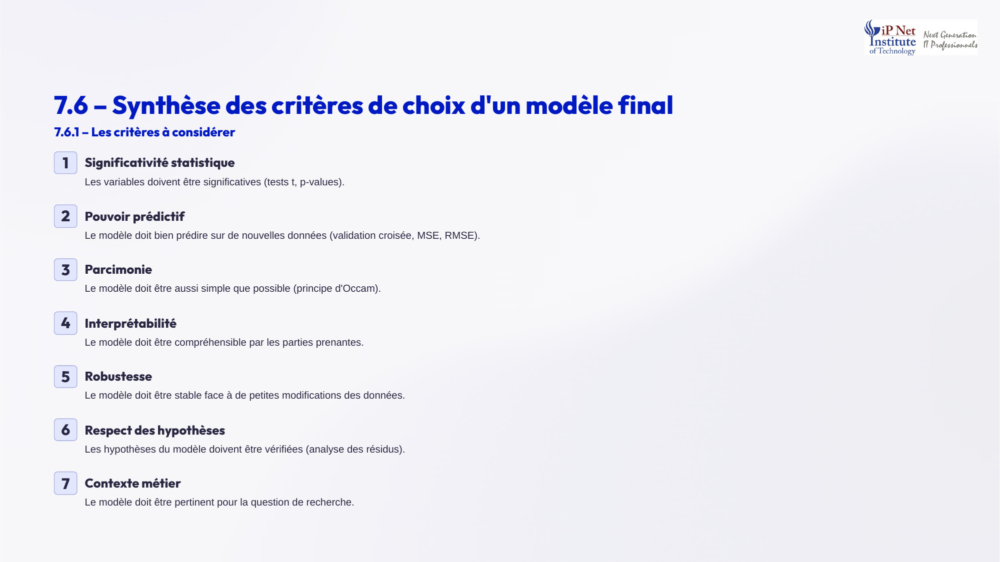 iP Net
Institute
of Technology
Next Generation
IT Professionnels
7.6 – Synthèse des critères de choix d'un modèle final
7.6.1 – Les critères à considérer
1 Significativité statistique
Les variables doivent être significatives (tests t, p-values).
2 Pouvoir prédictif
Le modèle doit bien prédire sur de nouvelles données (validation croisée, MSE, RMSE).
3 Parcimonie
Le modèle doit être aussi simple que possible (principe d'Occam).
4 Interprétabilité
Le modèle doit être compréhensible par les parties prenantes.
5 Robustesse
Le modèle doit être stable face à de petites modifications des données.
6 Respect des hypothèses
Les hypothèses du modèle doivent être vérifiées (analyse des résidus).
7 Contexte métier
Le modèle doit être pertinent pour la question de recherche.